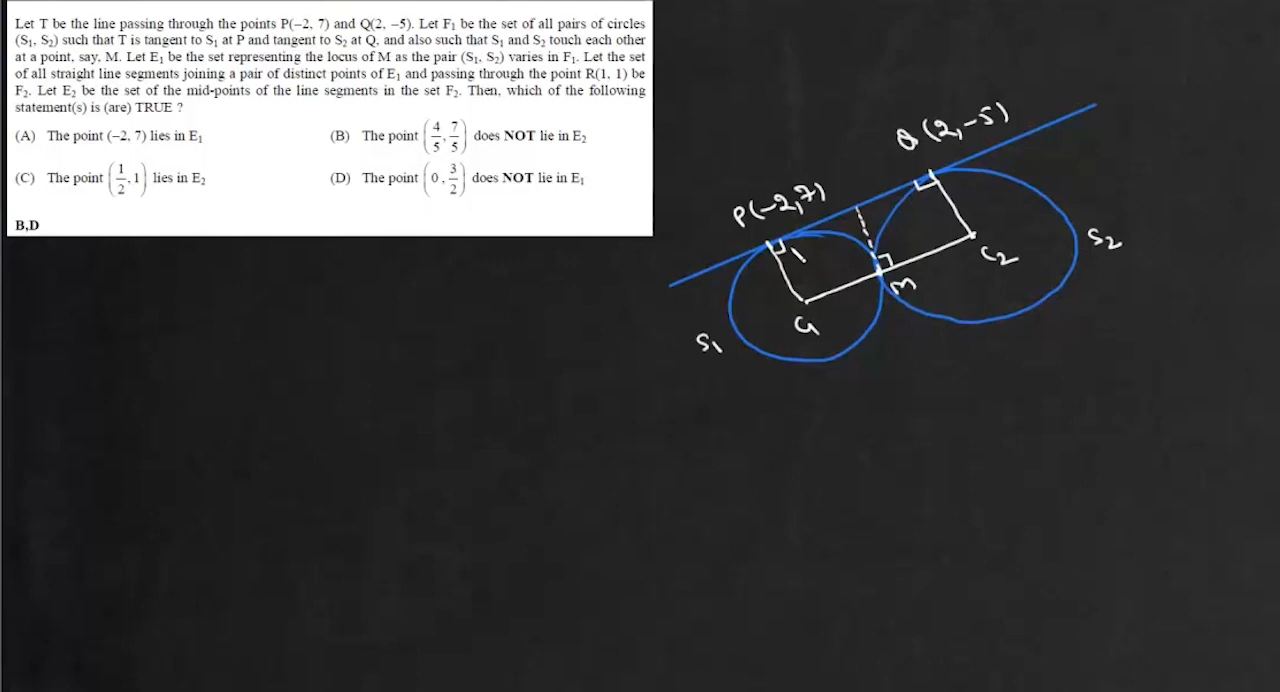 Let T be the line passing through the points P(−2, 7) and Q(2, −5). Let F₁ be the set of all pairs of circles
(S₁, S₂) such that T is tangent to S₁ at P and tangent to S₂ at Q, and also such that S₁ and S₂ touch each other
at a point, say, M. Let E₁ be the set representing the locus of M as the pair (S₁, S₂) varies in F₁. Let the set
of all straight line segments joining a pair of distinct points of E₁ and passing through the point R(1, 1) be
F₂. Let E₂ be the set of the mid-points of the line segments in the set F₂. Then, which of the following
statement(s) is (are) TRUE ?
(A) The point (−2, 7) lies in E₁ (B) The point (4/5, 7/5) does NOT lie in E₂
(C) The point (1/2, 1) lies in E₂ (D) The point (0, 3/2) does NOT lie in E₁
B,D
Q (2,−5)
P(−2,7)
S₂
C₂
M
C₁
S₁